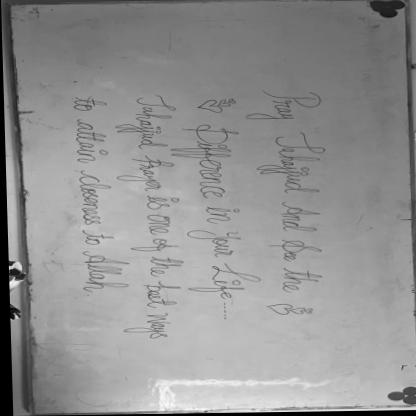 Pray Tahajjud And See the
Difference in Your Life....
Tahajjud Prayer is one of the best ways
to attain closeness to Allah.